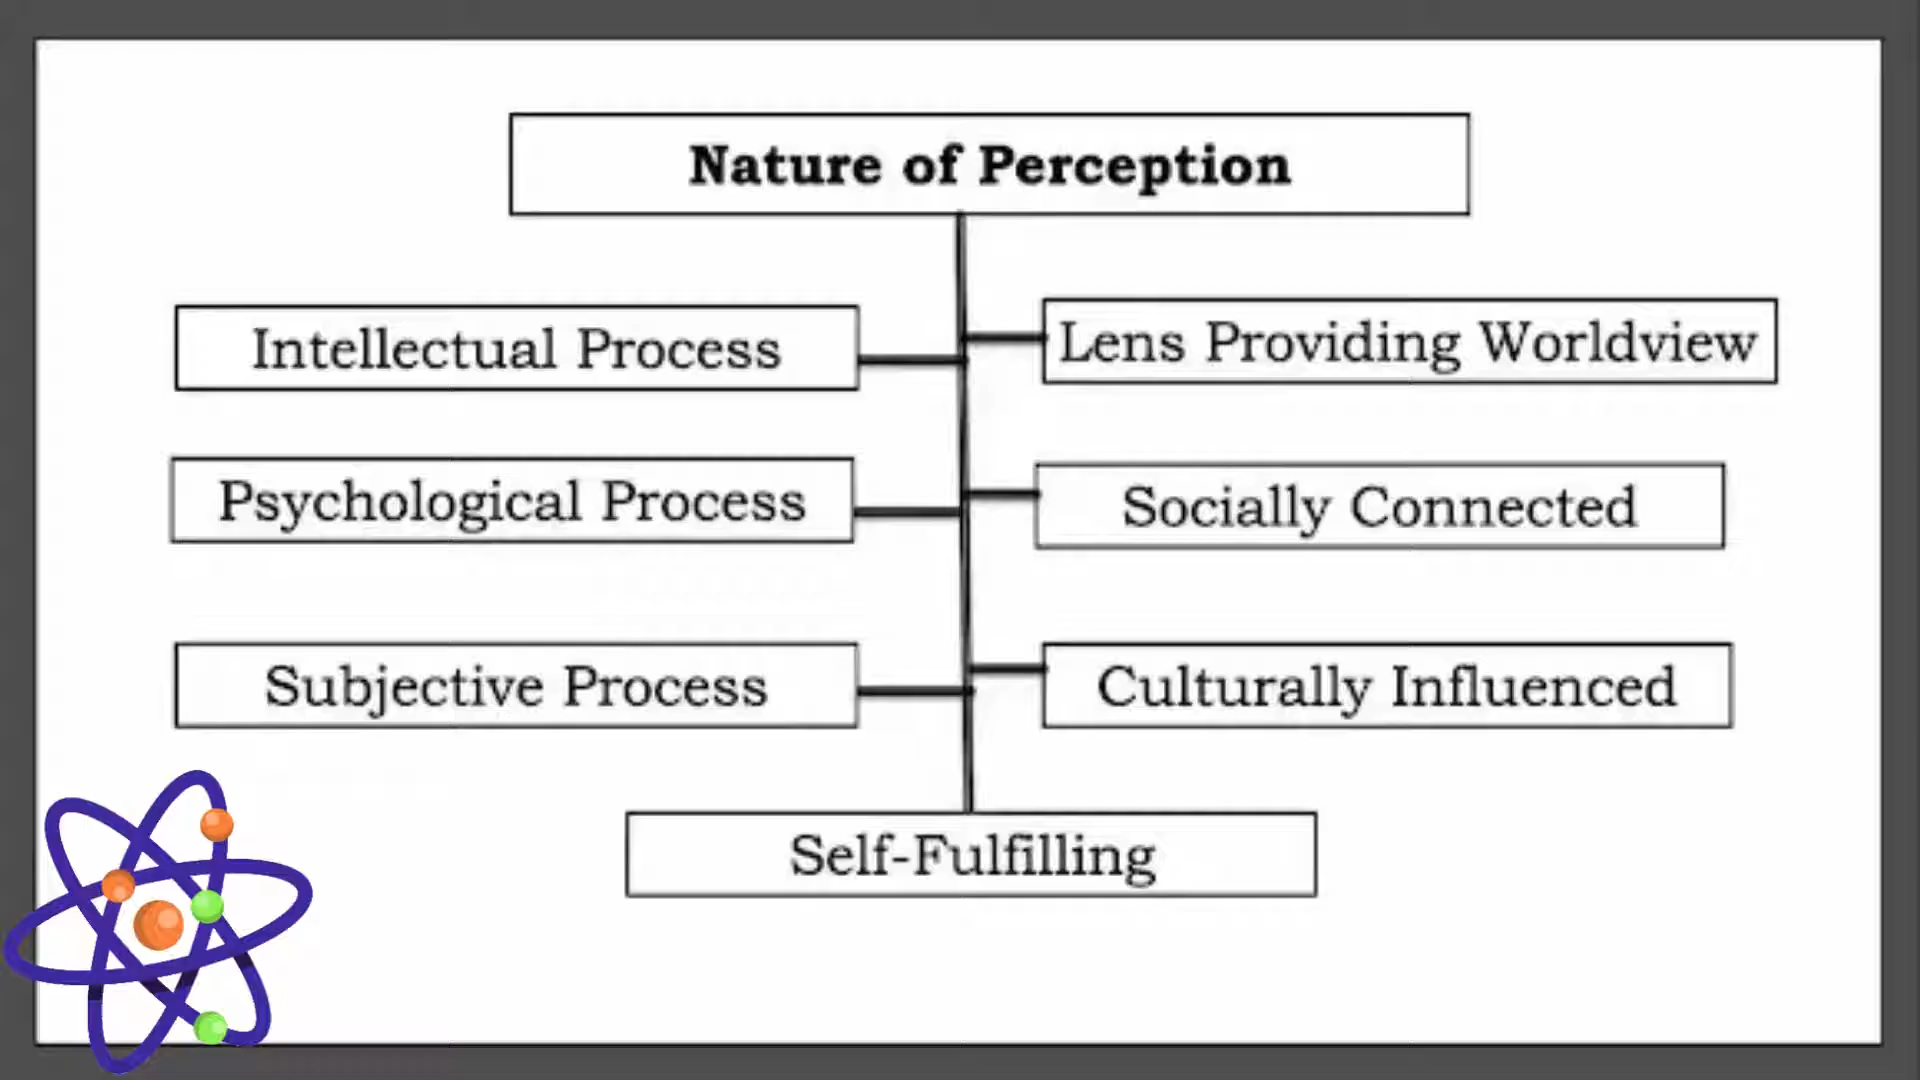 Nature of Perception
Intellectual Process
Lens Providing Worldview
Psychological Process
Socially Connected
Subjective Process
Culturally Influenced
Self-Fulfilling